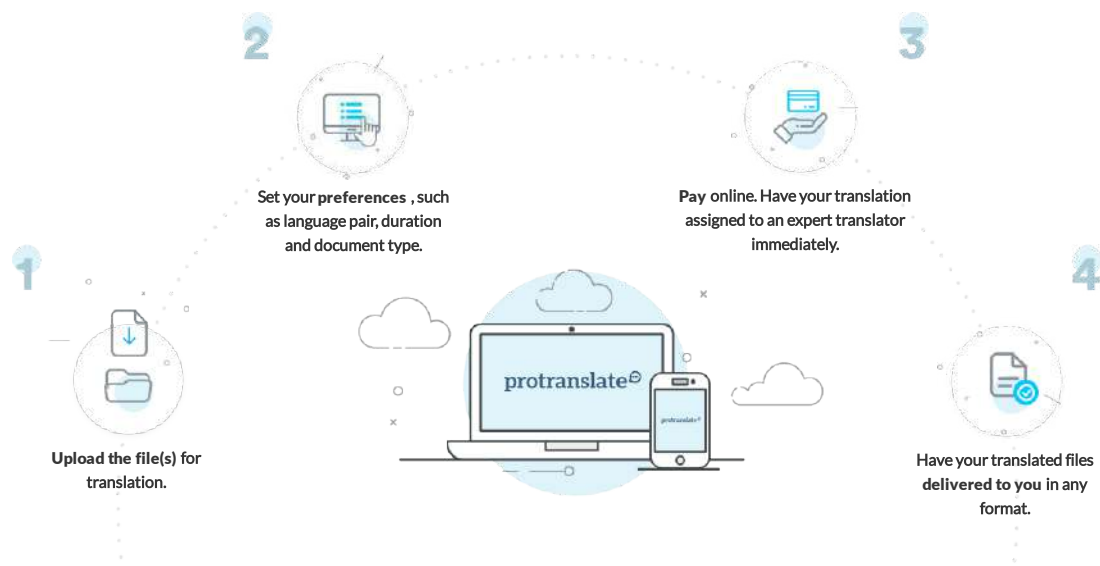 1
Upload the file(s) for
translation.
2
Set your preferences , such
as language pair, duration
and document type.
3
Pay online. Have your translation
assigned to an expert translator
immediately.
4
Have your translated files
delivered to you in any
format.
protranslate
protranslate